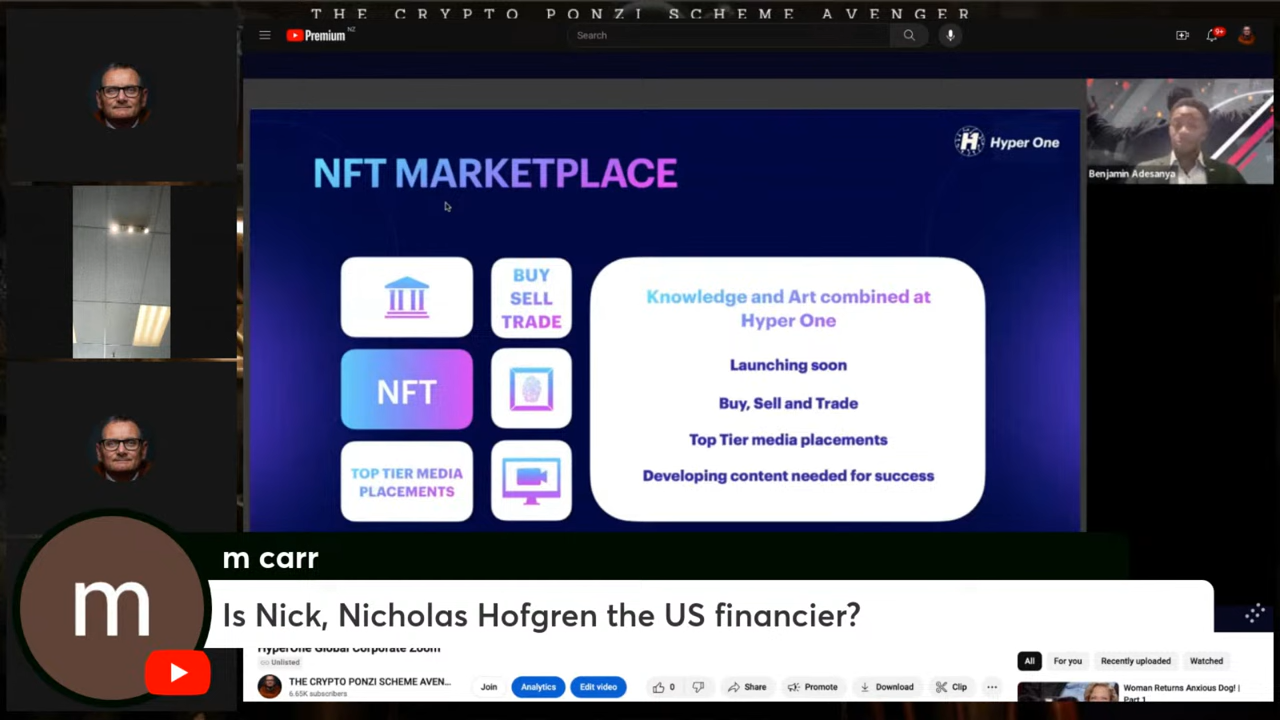 THE CRYPTO PONZI SCHEME AVENGER
Premium NZ
Search
9+
Hyper One
NFT MARKETPLACE
Benjamin Adesanya
BUY
SELL
TRADE
Knowledge and Art combined at
Hyper One
Launching soon
NFT
Buy, Sell and Trade
Top Tier media placements
TOP TIER MEDIA
PLACEMENTS
Developing content needed for success
m carr
m
Is Nick, Nicholas Hofgren the US financier?
HyperOne Global Corporate Zoom
Unlisted
All For you Recently uploaded Watched
THE CRYPTO PONZI SCHEME AVEN...
6.65K subscribers
Join Analytics Edit video 0 Share Promote Download Clip ...
Woman Returns Anxious Dog! |
Part 1